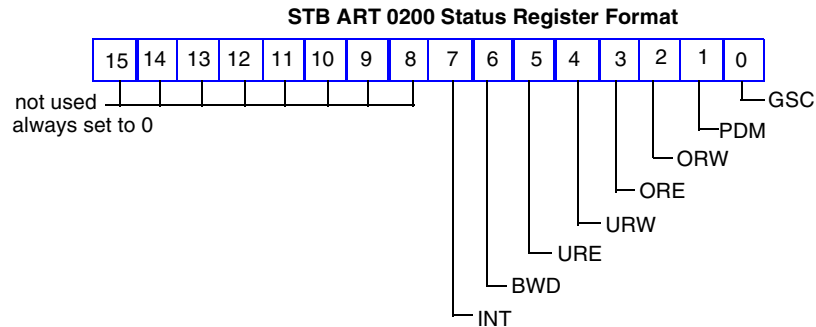 STB ART 0200 Status Register Format
15 14 13 12 11 10 9 8 7 6 5 4 3 2 1 0
not used
always set to 0
GSC
PDM
ORW
ORE
URW
URE
BWD
INT